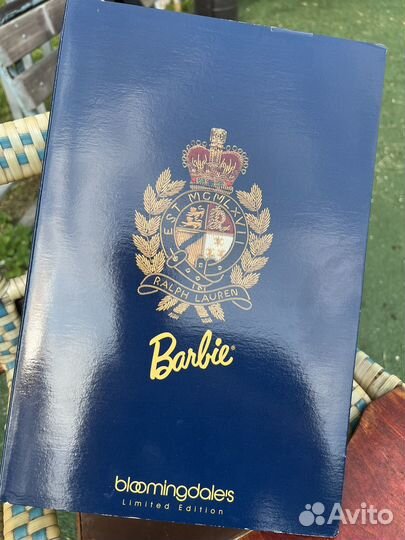 EST MCMLXVII
RALPH LAUREN
Barbie®
bloomingdale's
Limited Edition
Avito